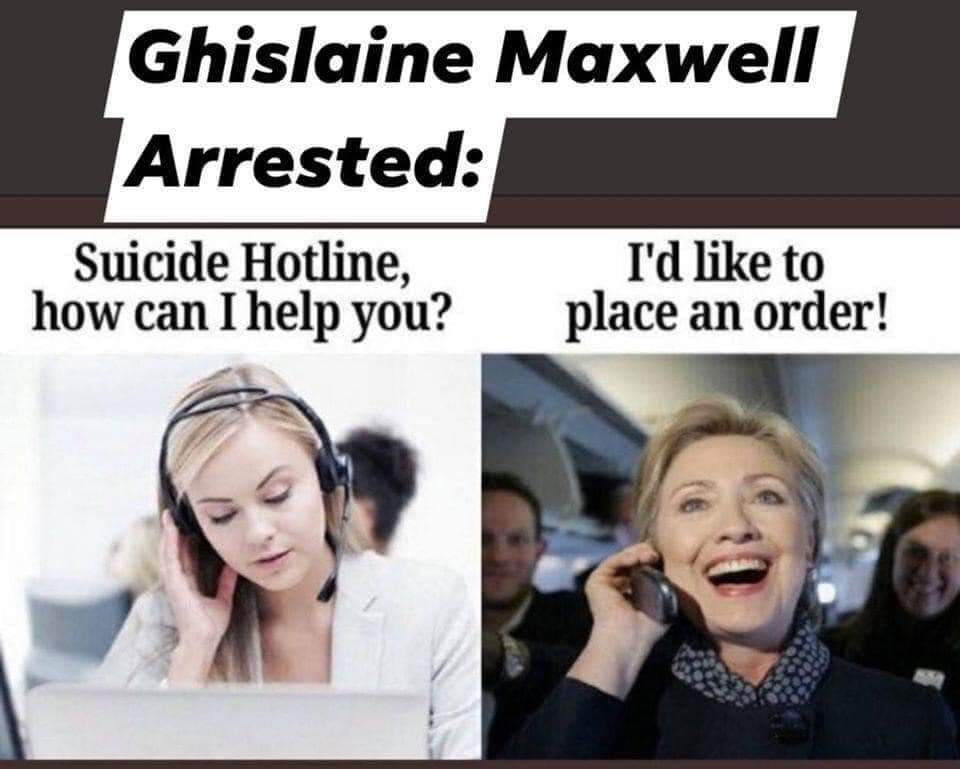 Ghislaine Maxwell
Arrested:
Suicide Hotline,
how can I help you?
I'd like to
place an order!